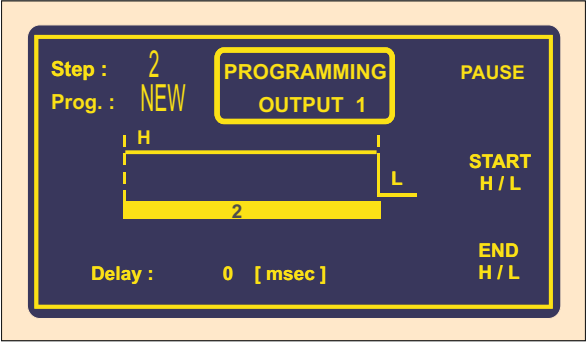 Step : 2
Prog. : NEW
PROGRAMMING
OUTPUT 1
PAUSE
H
L
START
H / L
2
Delay : 0 [ msec ]
END
H / L